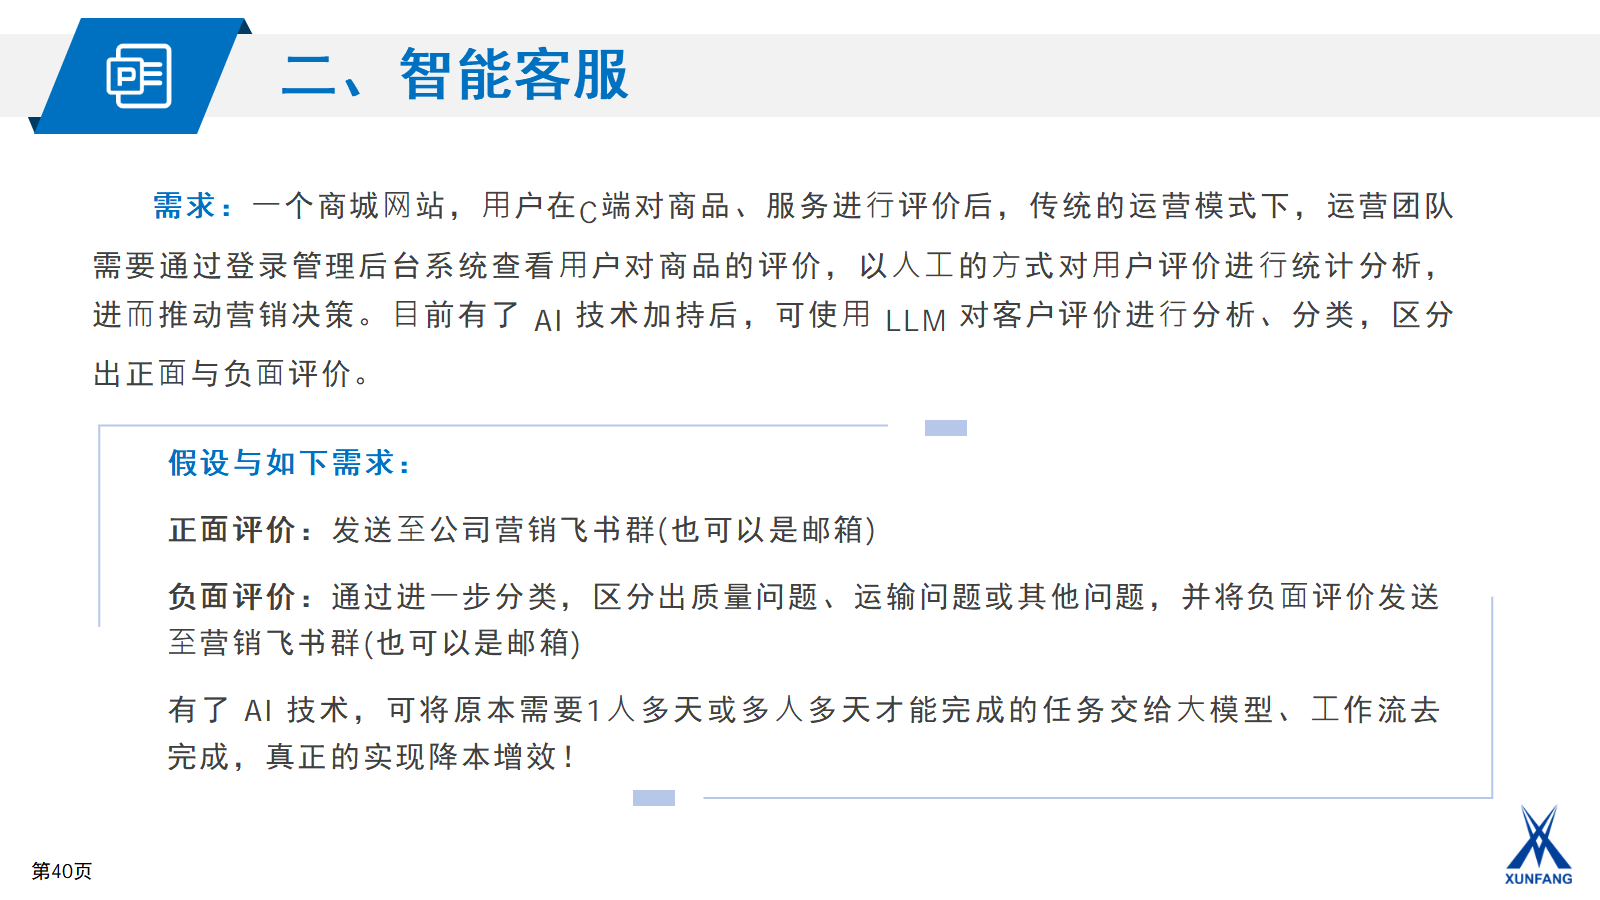 二、智能客服
需求：一个商城网站，用户在C端对商品、服务进行评价后，传统的运营模式下，运营团队
需要通过登录管理后台系统查看用户对商品的评价，以人工的方式对用户评价进行统计分析，
进而推动营销决策。目前有了 AI 技术加持后，可使用 LLM 对客户评价进行分析、分类，区分
出正面与负面评价。
假设与如下需求：
正面评价：发送至公司营销飞书群(也可以是邮箱)
负面评价：通过进一步分类，区分出质量问题、运输问题或其他问题，并将负面评价发送
至营销飞书群(也可以是邮箱)
有了 AI 技术，可将原本需要1人多天或多人多天才能完成的任务交给大模型、工作流去
完成，真正的实现降本增效！
第40页
XUNFANG